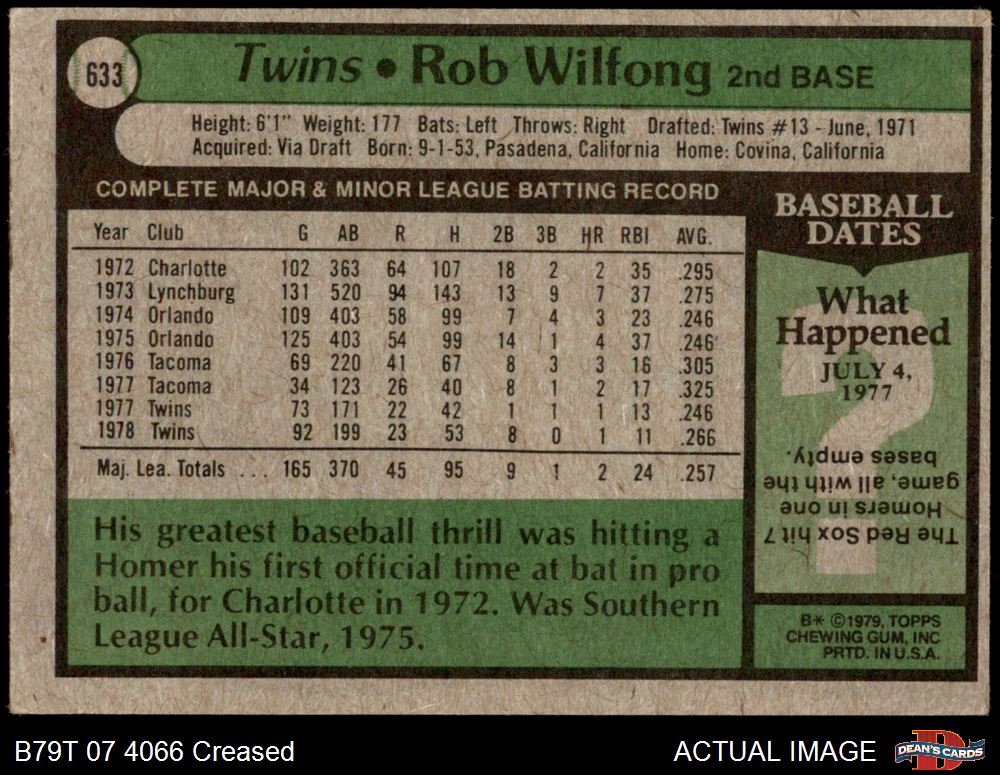 633
Twins • Rob Wilfong 2nd BASE
Height: 6'1" Weight: 177 Bats: Left Throws: Right Drafted: Twins #13 - June, 1971
Acquired: Via Draft Born: 9-1-53, Pasadena, California Home: Covina, California
COMPLETE MAJOR & MINOR LEAGUE BATTING RECORD
Year Club G AB R H 2B 3B HR RBI AVG.
1972 Charlotte 102 363 64 107 18 2 2 35 .295
1973 Lynchburg 131 520 94 143 13 9 7 37 .275
1974 Orlando 109 403 58 99 7 4 3 23 .246
1975 Orlando 125 403 54 99 14 1 4 37 .246
1976 Tacoma 69 220 41 67 8 3 3 16 .305
1977 Tacoma 34 123 26 40 8 1 2 17 .325
1977 Twins 73 171 22 42 1 1 1 13 .246
1978 Twins 92 199 23 53 8 0 1 11 .266
Maj. Lea. Totals ... 165 370 45 95 9 1 2 24 .257
His greatest baseball thrill was hitting a
Homer his first official time at bat in pro
ball, for Charlotte in 1972. Was Southern
League All-Star, 1975.
BASEBALL
DATES
What
Happened
JULY 4,
1977
?
The Red Sox hit 7
Homers in one
game, all with the
bases empty.
B* ©1979, TOPPS
CHEWING GUM, INC
PRTD. IN U.S.A.
B79T 07 4066 Creased
ACTUAL IMAGE
D
DEAN'S CARDS